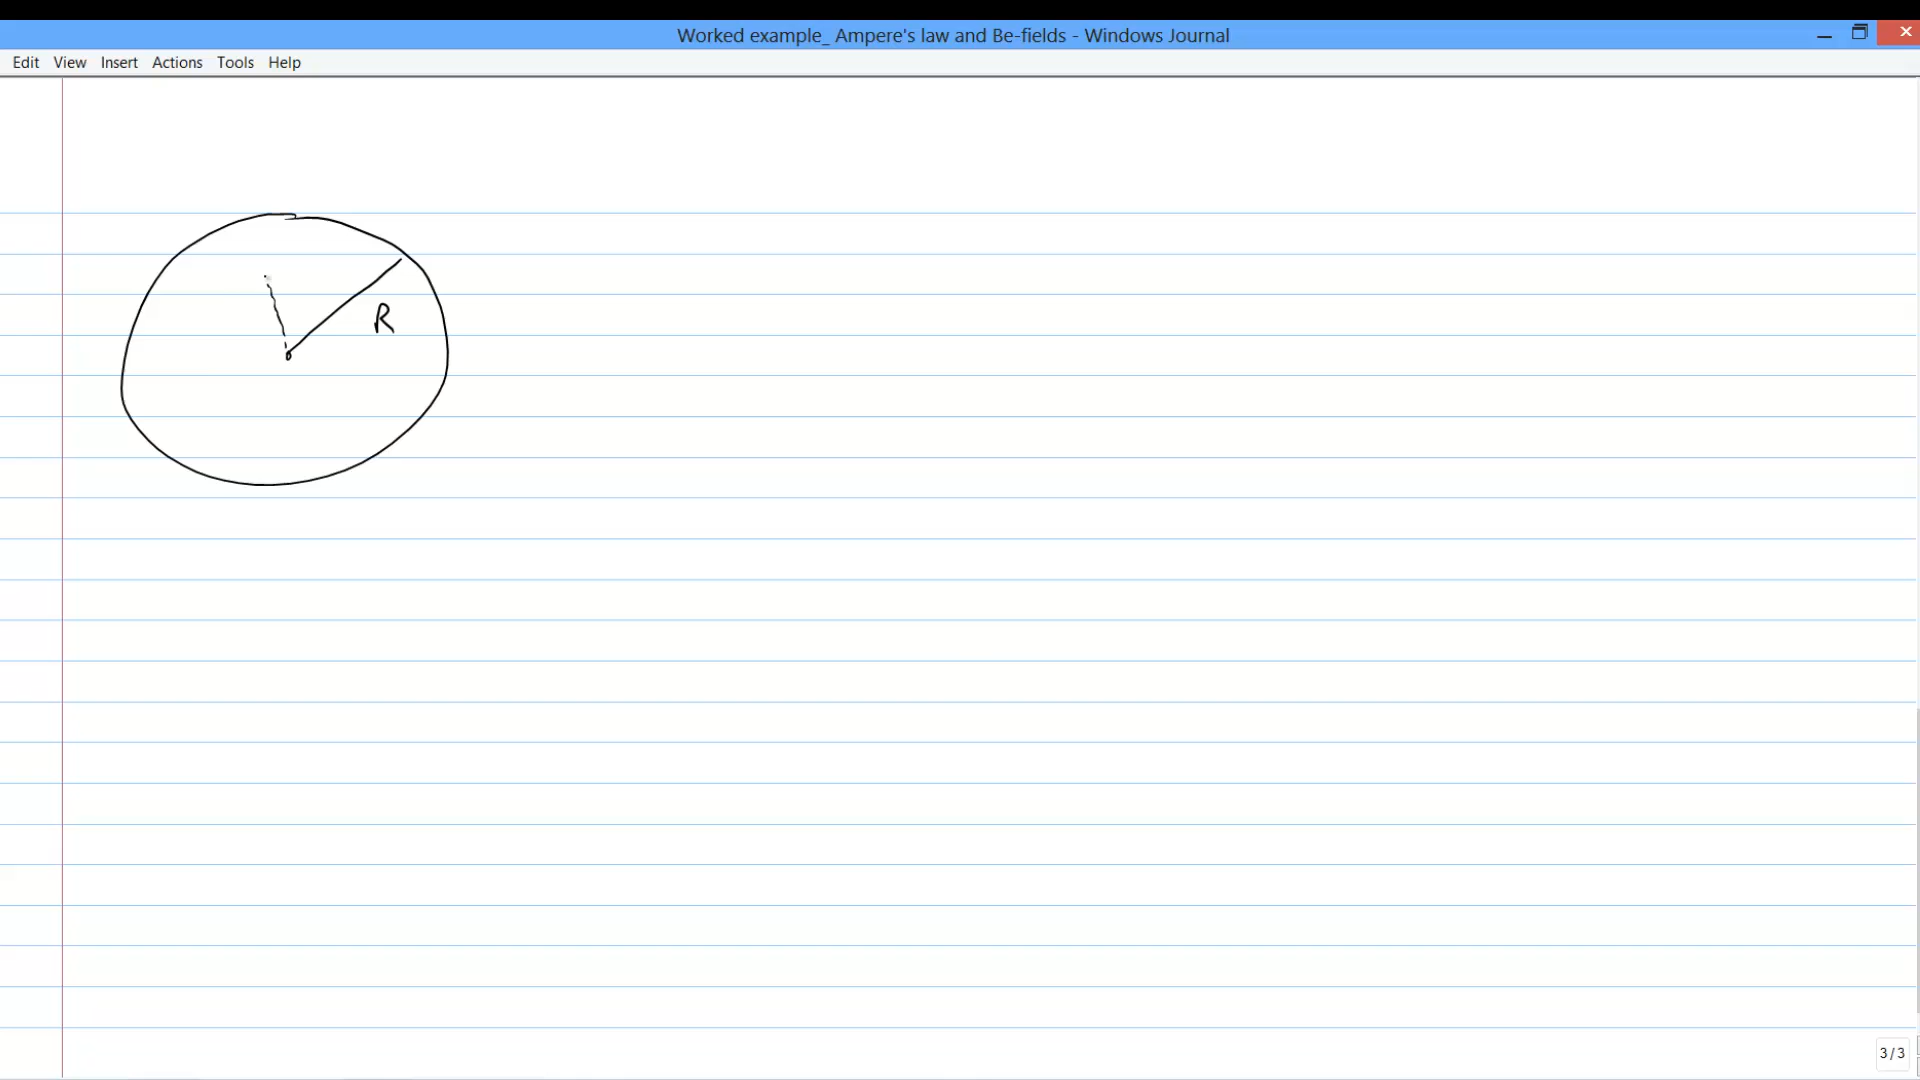 Worked example_ Ampere's law and Be-fields - Windows Journal
Edit View Insert Actions Tools Help
R
3 / 3